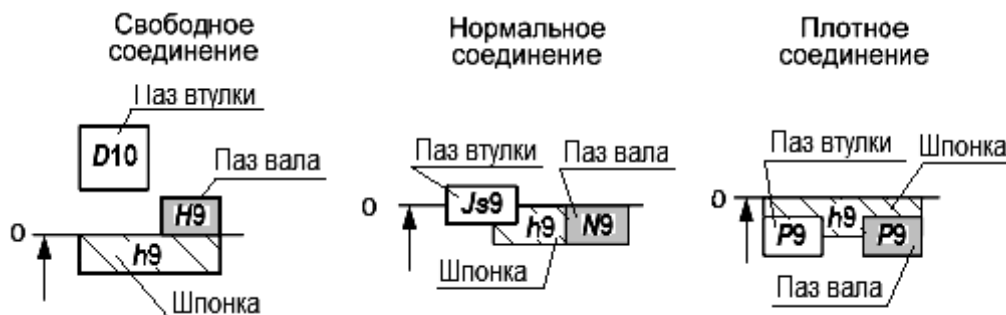 Свободное
соединение
Паз втулки
D10
Паз вала
H9
0
h9
Шпонка
Нормальное
соединение
Паз втулки
Паз вала
0
Js9
h9
N9
Шпонка
Плотное
соединение
Паз втулки
Шпонка
0
h9
P9
P9
Паз вала